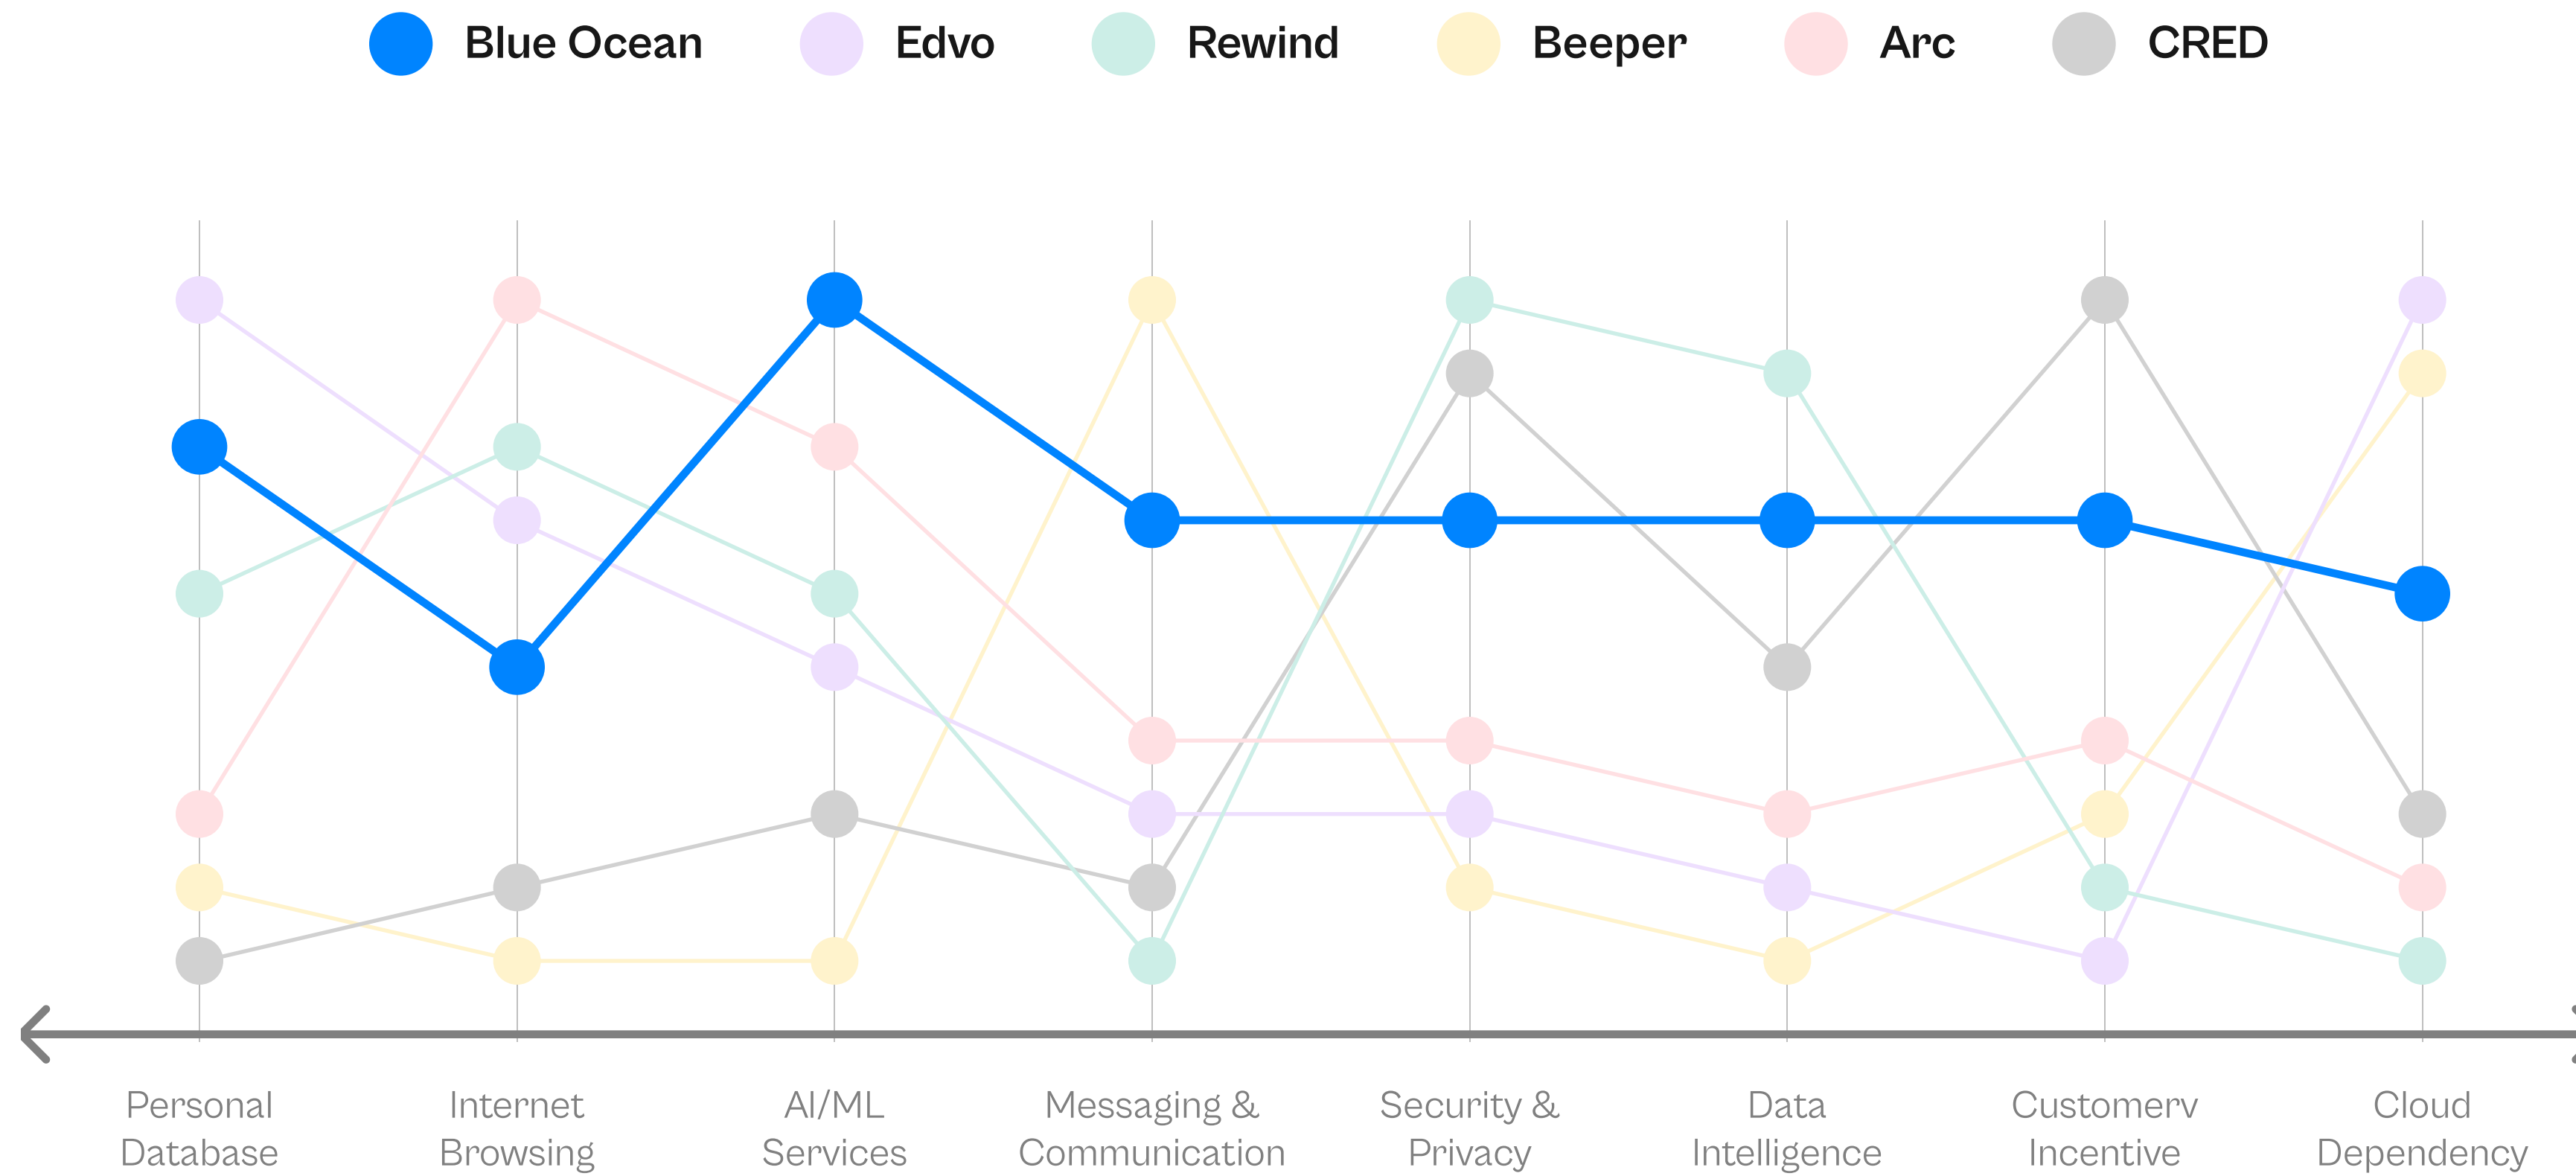 Blue Ocean Edvo Rewind Beeper Arc CRED
Personal Database
Internet Browsing
AI/ML Services
Messaging & Communication
Security & Privacy
Data Intelligence
Customerv Incentive
Cloud Dependency